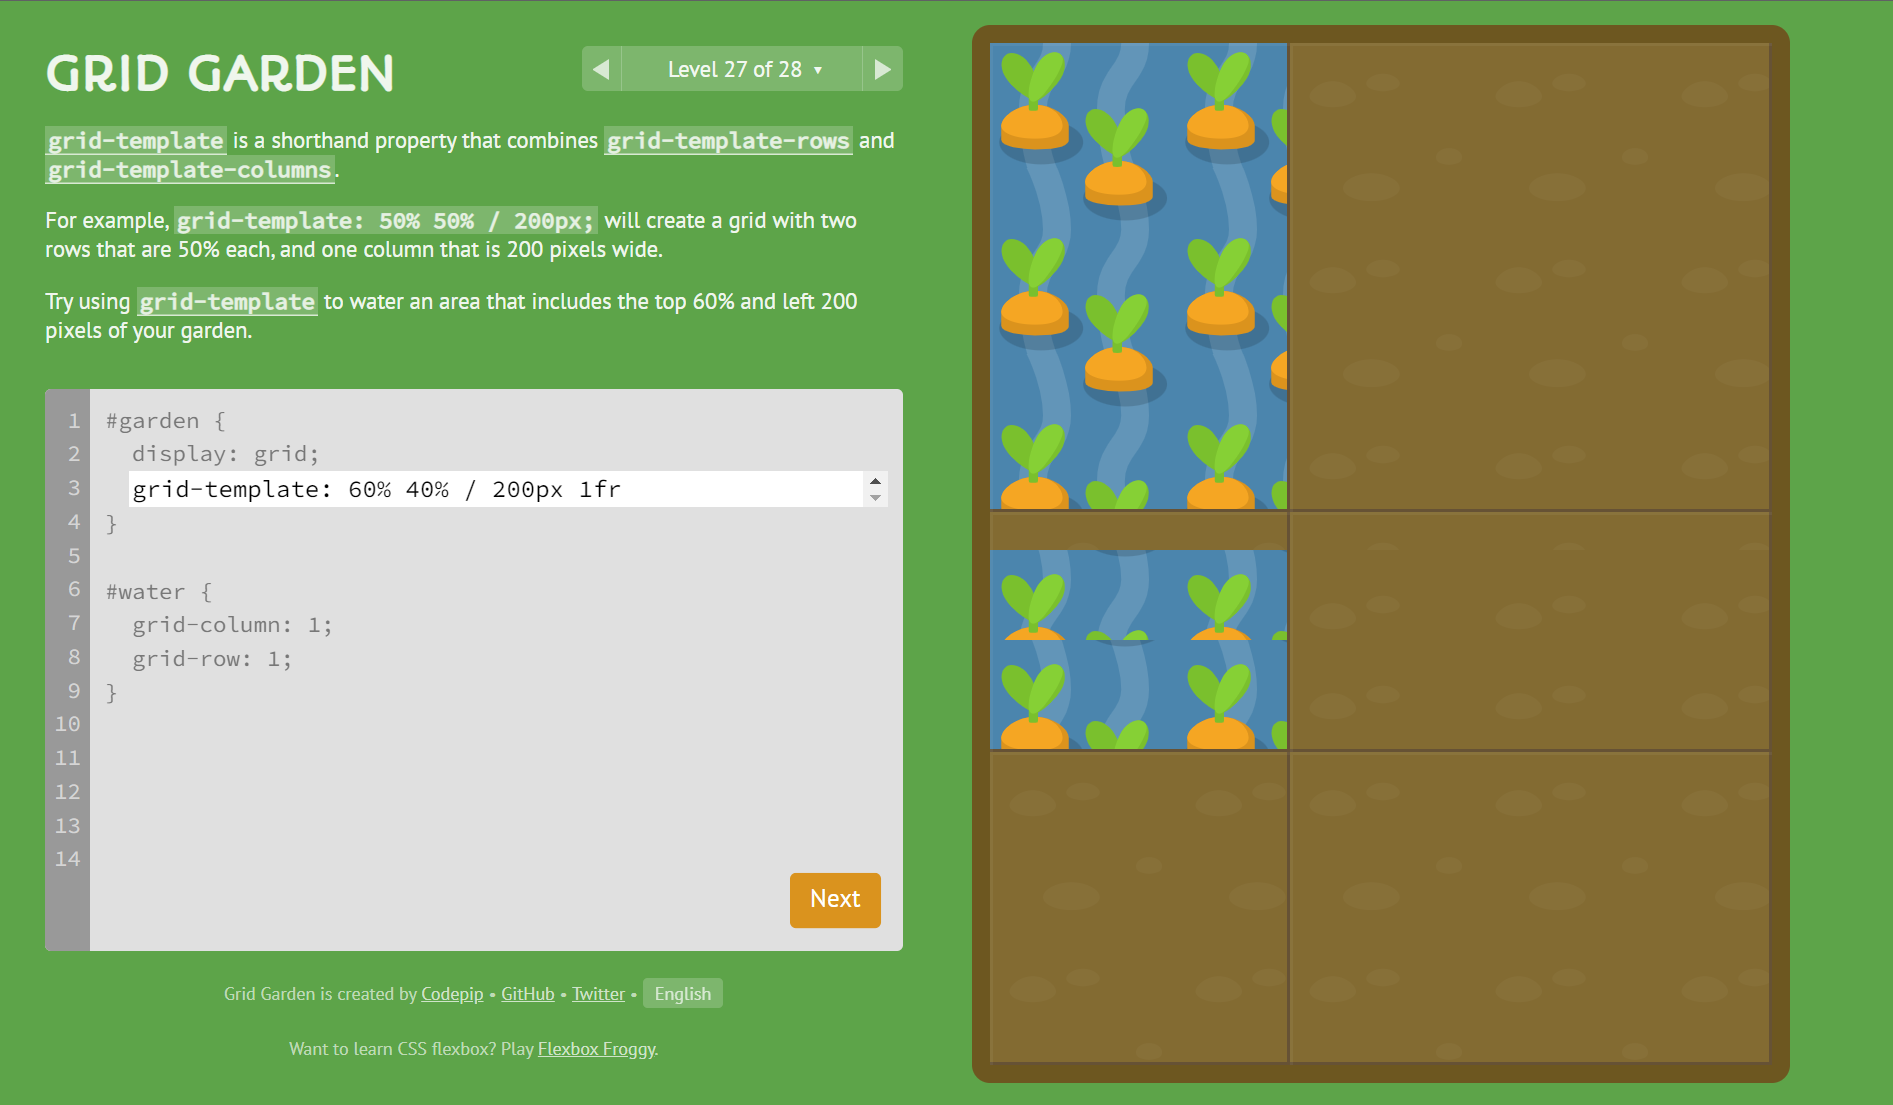 GRID GARDEN
◀ Level 27 of 28 ▼ ▶
grid-template is a shorthand property that combines grid-template-rows and
grid-template-columns.
For example, grid-template: 50% 50% / 200px; will create a grid with two
rows that are 50% each, and one column that is 200 pixels wide.
Try using grid-template to water an area that includes the top 60% and left 200
pixels of your garden.
1 #garden {
2 display: grid;
3 grid-template: 60% 40% / 200px 1fr
4 }
5
6 #water {
7 grid-column: 1;
8 grid-row: 1;
9 }
10
11
12
13
14
Next
Grid Garden is created by Codepip • GitHub • Twitter • English
Want to learn CSS flexbox? Play Flexbox Froggy.